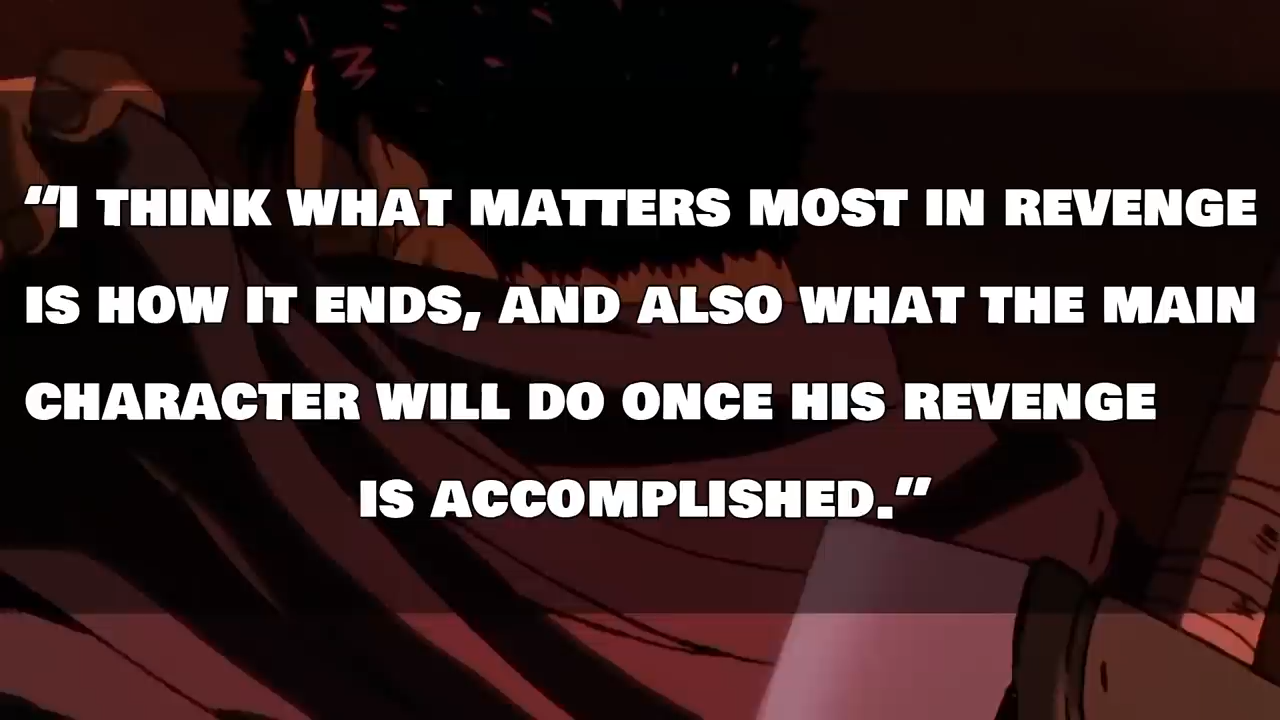 “I THINK WHAT MATTERS MOST IN REVENGE
IS HOW IT ENDS, AND ALSO WHAT THE MAIN
CHARACTER WILL DO ONCE HIS REVENGE
IS ACCOMPLISHED.”